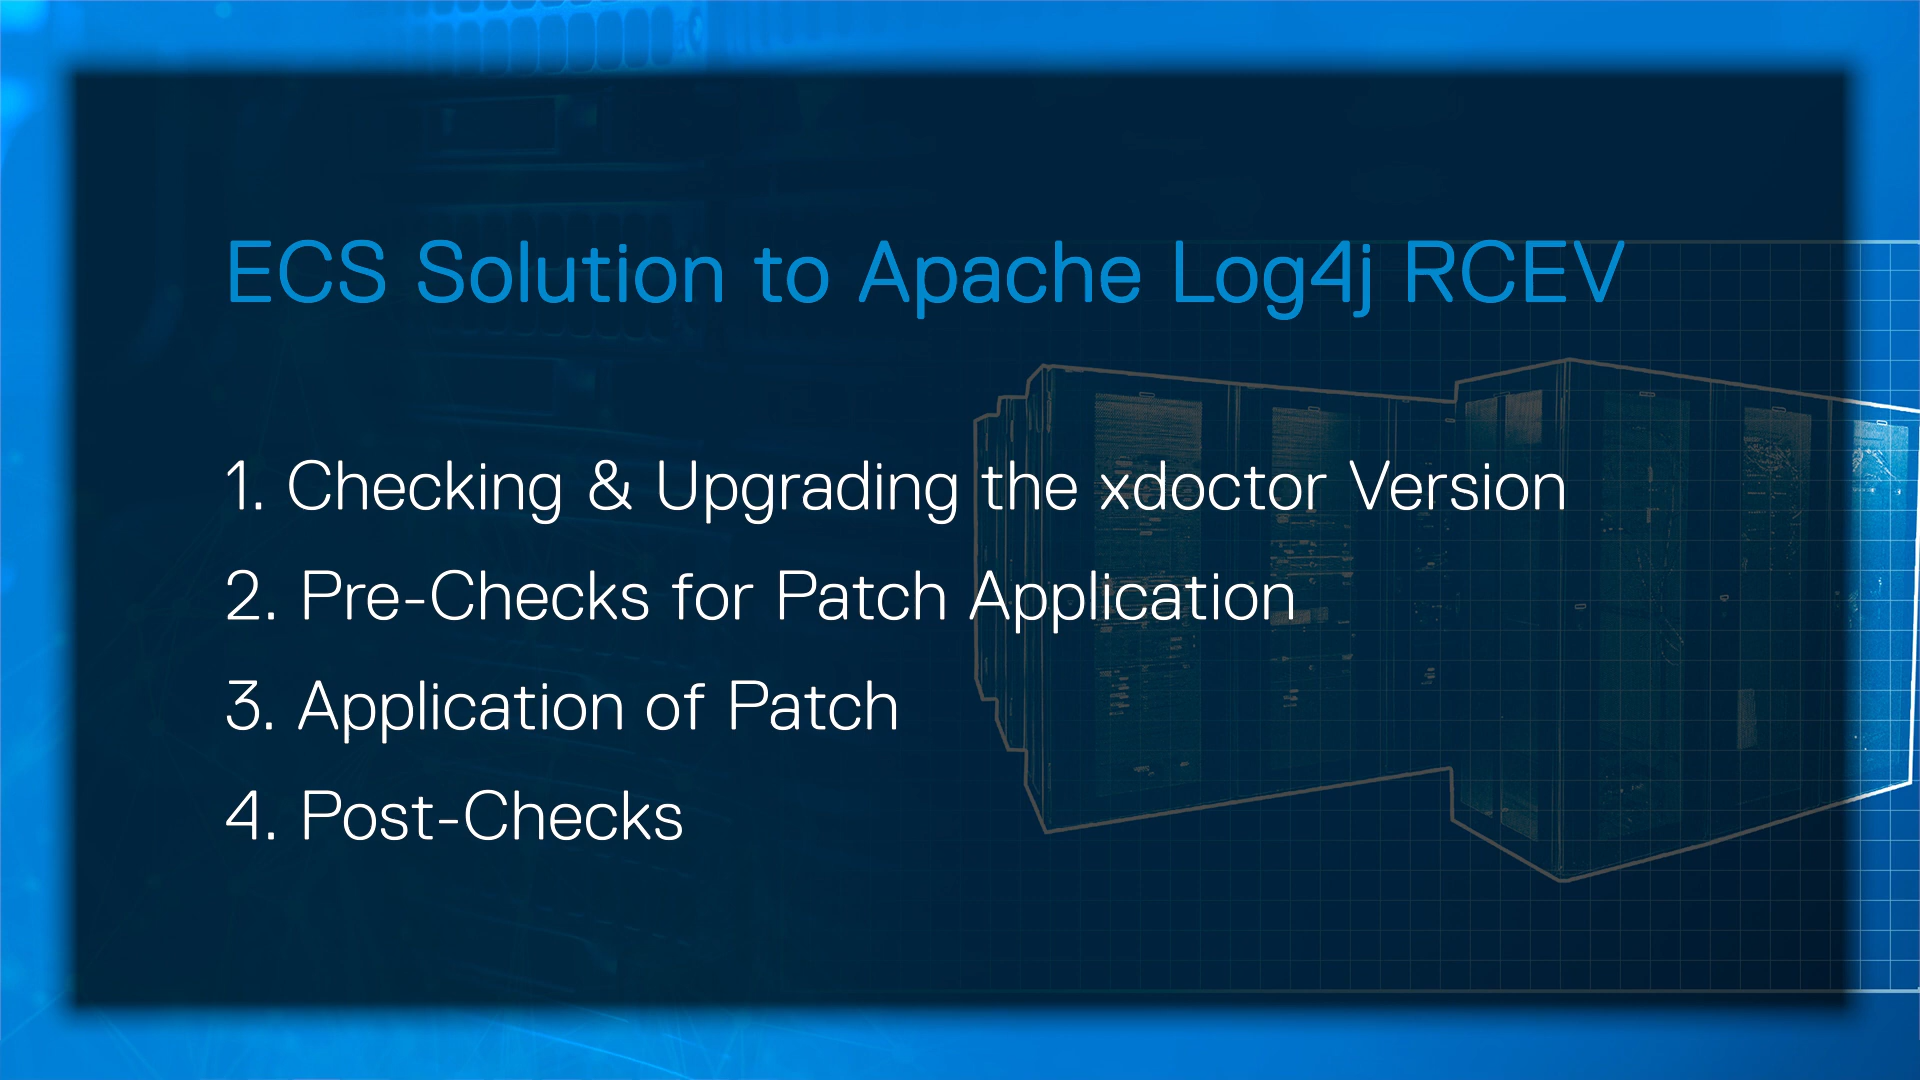 ECS Solution to Apache Log4j RCEV
1. Checking & Upgrading the xdoctor Version
2. Pre-Checks for Patch Application
3. Application of Patch
4. Post-Checks